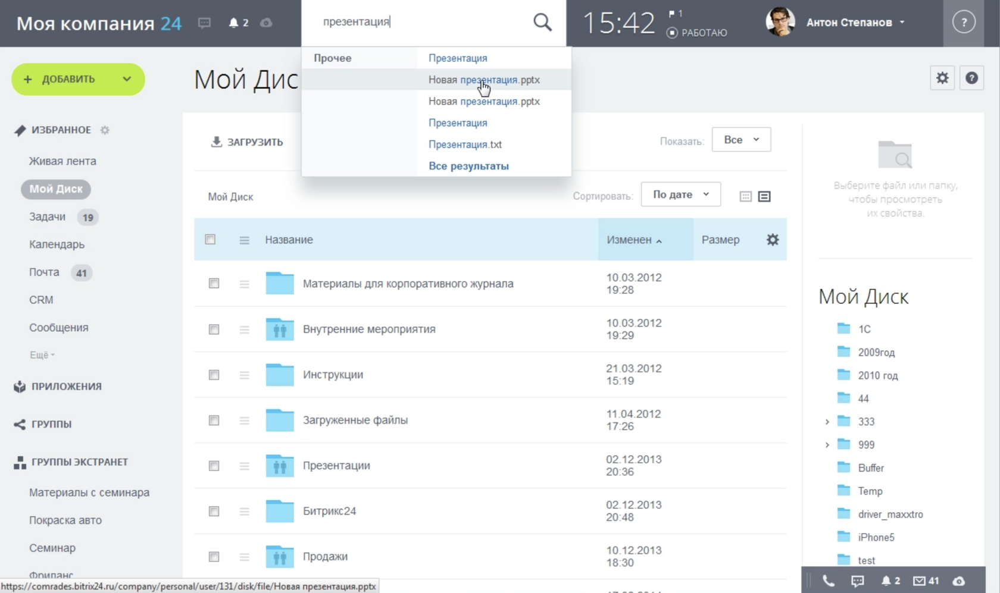 Моя компания 24
2
презентация
15:42
1
РАБОТАЮ
Антон Степанов
?
Прочее
Презентация
Новая презентация.pptx
Новая презентация.pptx
Презентация
Презентация.txt
Все результаты
+ ДОБАВИТЬ
Мой Дис
?
ИЗБРАННОЕ
Живая лента
Мой Диск
Задачи 19
Календарь
Почта 41
CRM
Сообщения
Ещё
ПРИЛОЖЕНИЯ
ГРУППЫ
ГРУППЫ ЭКСТРАНЕТ
Материалы с семинара
Покраска авто
Семинар
Фриланс
ЗАГРУЗИТЬ
Показать: Все
Мой Диск
Сортировать: По дате
Название Изменен Размер
Материалы для корпоративного журнала 10.03.2012
19:28
Внутренние мероприятия 10.03.2012
19:29
Инструкции 21.03.2012
15:19
Загруженные файлы 11.04.2012
17:26
Презентации 02.12.2013
20:36
Битрикс24 02.12.2013
20:48
Продажи 10.12.2013
18:30
Выберите файл или папку,
чтобы просмотреть
их свойства.
Мой Диск
1С
2009год
2010 год
44
333
999
Buffer
Temp
driver_maxxtro
iPhone5
test
2 41
https://comrades.bitrix24.ru/company/personal/user/131/disk/file/Новая презентация.pptx